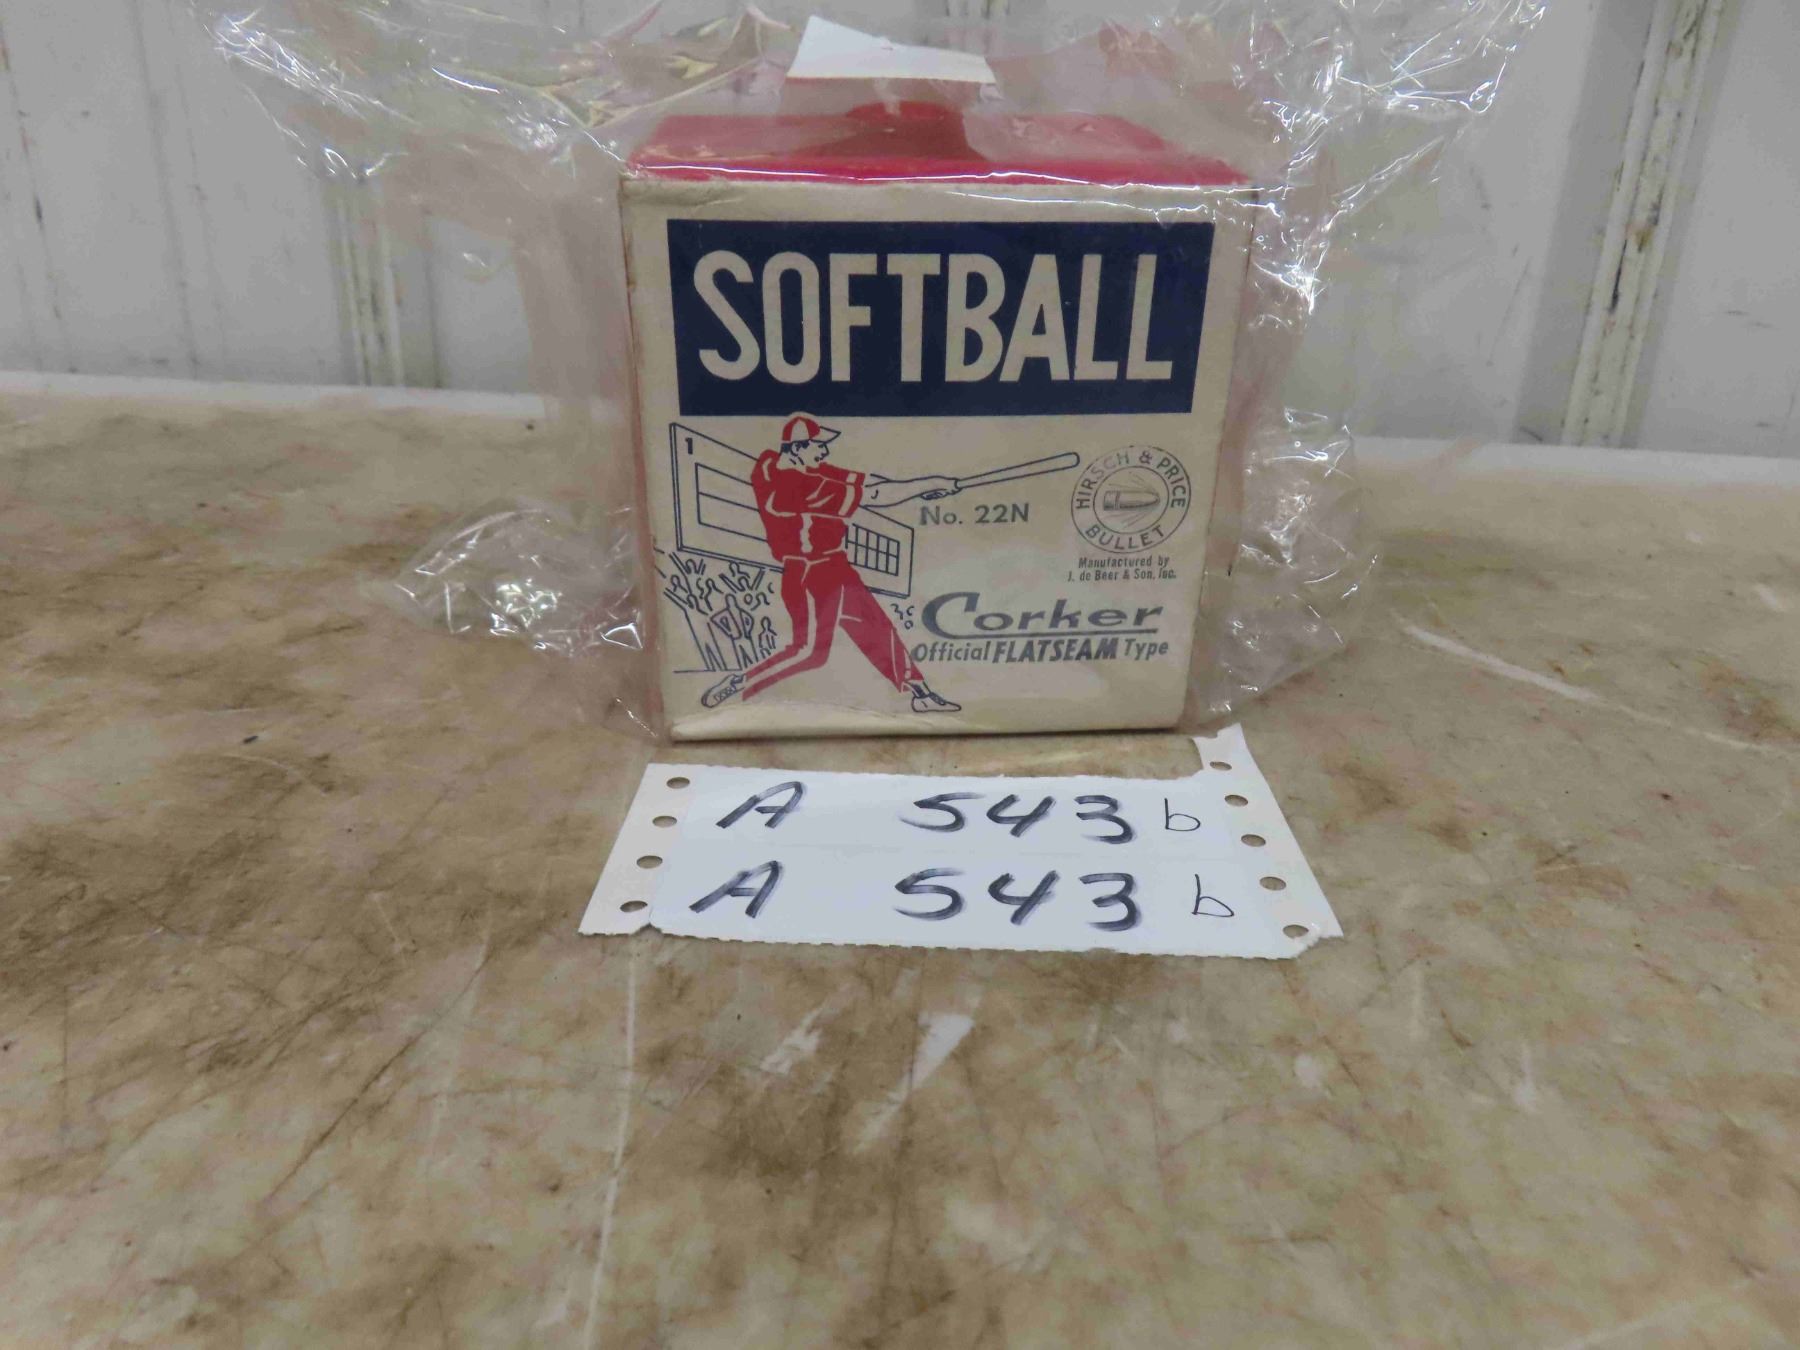 SOFTBALL
1
No. 22N
HIRSCH & PRICE
BULLET
Manufactured by
J. de Beer & Son, Inc.
Corker
Official FLATSEAM Type
A 543 b
A 543 b